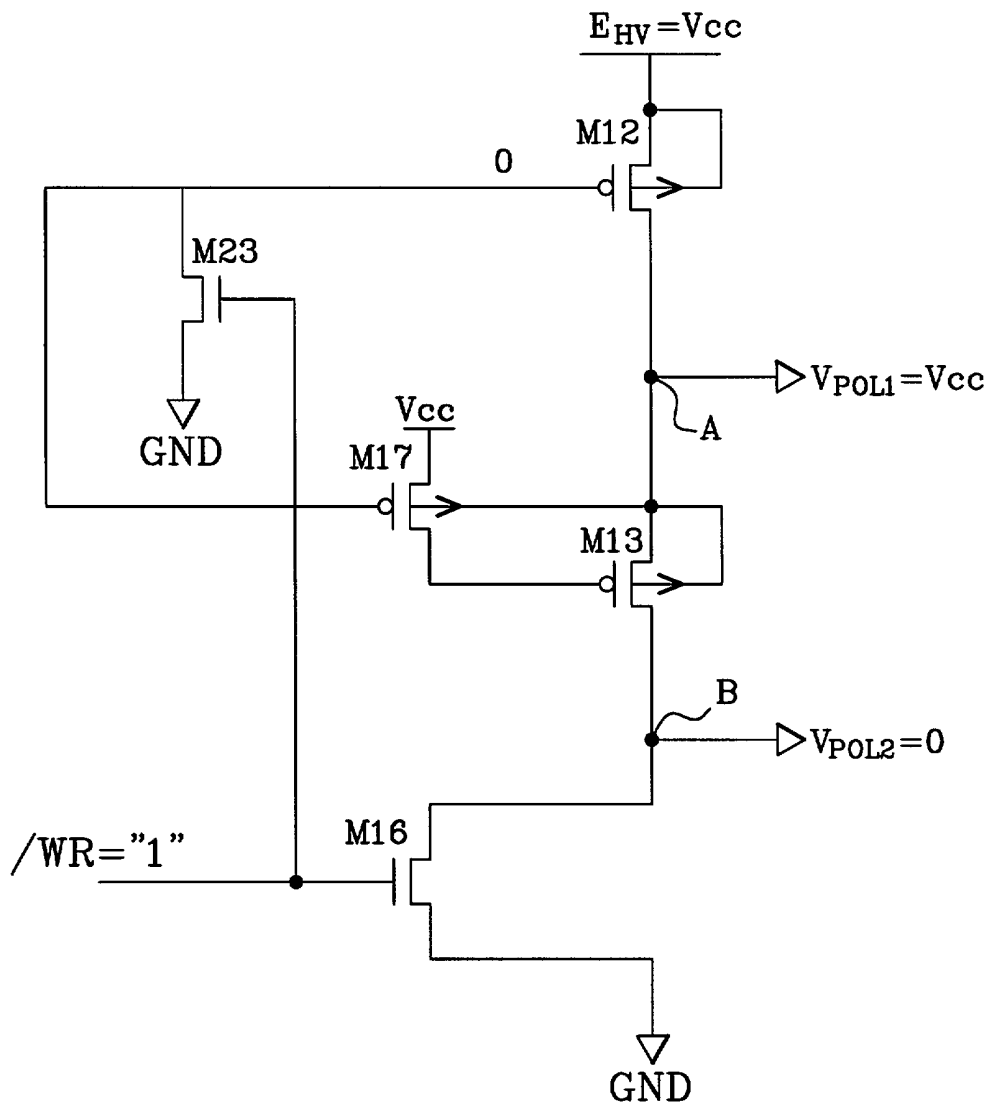 E_HV=Vcc
M12
0
M23
V_POL1=Vcc
A
Vcc
GND
M17
M13
B
V_POL2=0
M16
/WR="1"
GND